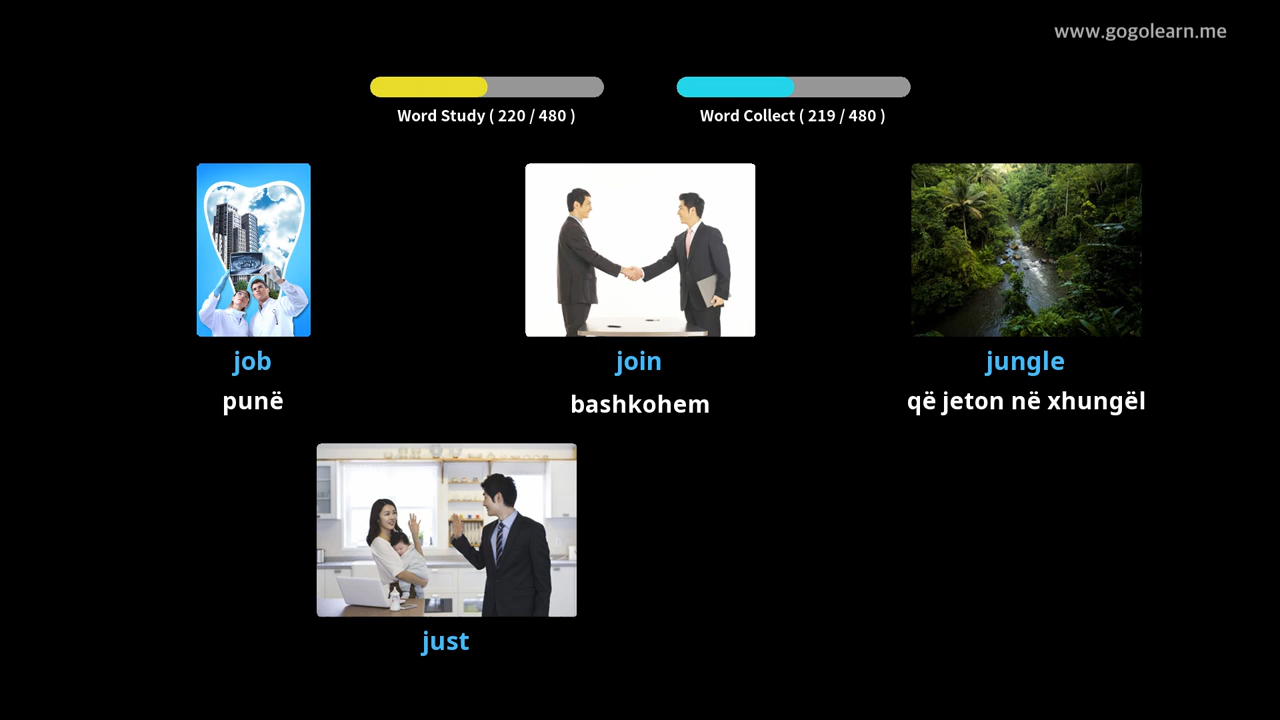 www.gogolearn.me
Word Study ( 220 / 480 )
Word Collect ( 219 / 480 )
job
punë
join
bashkohem
jungle
që jeton në xhungël
just